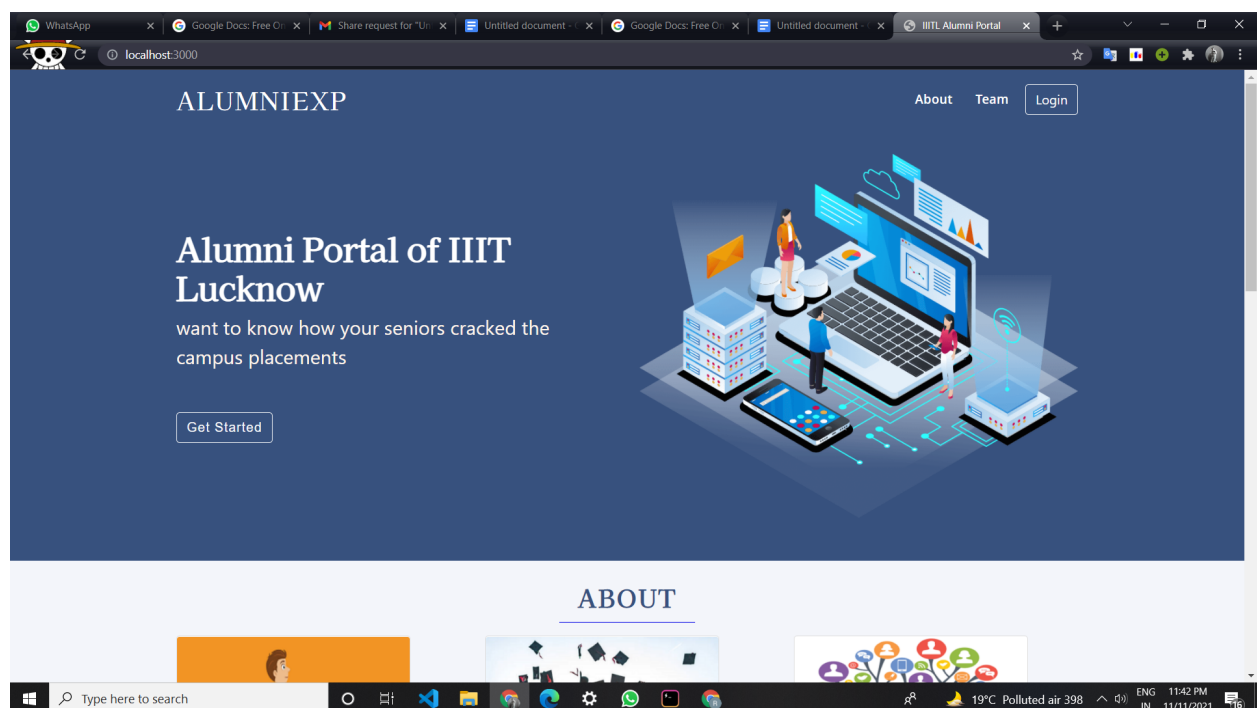 WhatsApp
Google Docs: Free On
Share request for "Un
Untitled document - G
Google Docs: Free On
Untitled document -
IIITL Alumni Portal
localhost:3000
ALUMNIEXP
About
Team
Login
Alumni Portal of IIIT
Lucknow
want to know how your seniors cracked the
campus placements
Get Started
ABOUT
Type here to search
19°C Polluted air 398
ENG
IN
11:42 PM
11/11/2021
16